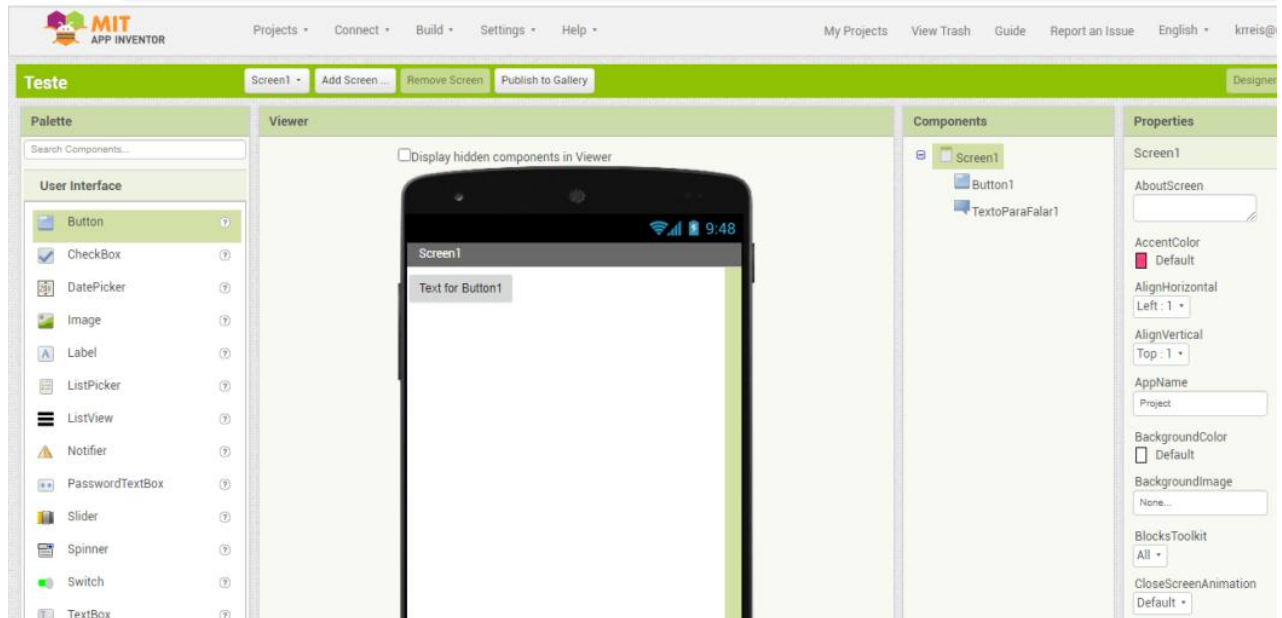 MIT
APP INVENTOR
Projects Connect Build Settings Help
My Projects View Trash Guide Report an Issue English krreis@
Teste
Screen1 Add Screen ... Remove Screen Publish to Gallery
Designer
Palette
Search Components...
User Interface
Button
CheckBox
DatePicker
Image
Label
ListPicker
ListView
Notifier
PasswordTextBox
Slider
Spinner
Switch
TextBox
Viewer
Display hidden components in Viewer
9:48
Screen1
Text for Button1
Components
Screen1
Button1
TextoParaFalar1
Properties
Screen1
AboutScreen
AccentColor
Default
AlignHorizontal
Left : 1
AlignVertical
Top : 1
AppName
Project
BackgroundColor
Default
BackgroundImage
None...
BlocksToolkit
All
CloseScreenAnimation
Default